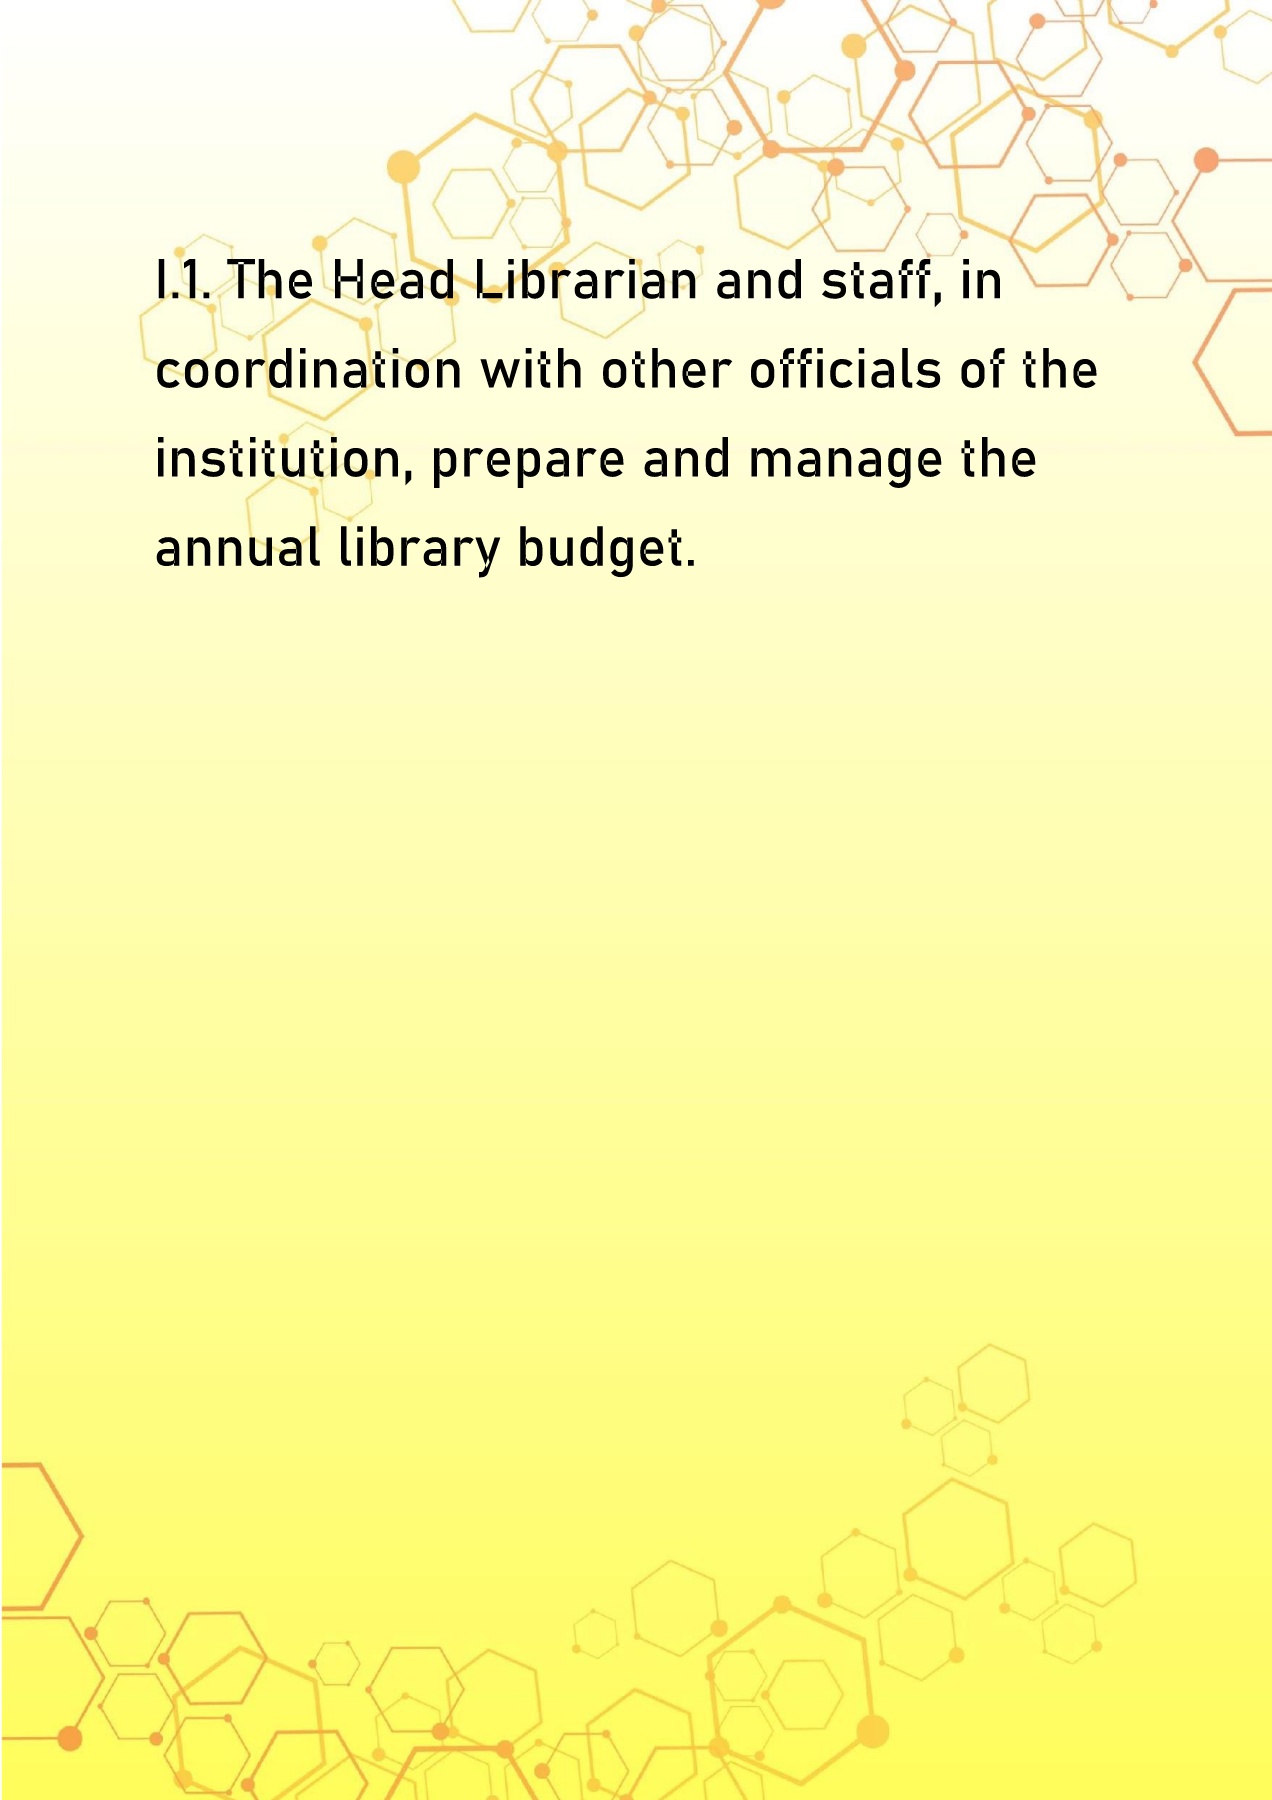 I.1. The Head Librarian and staff, in
coordination with other officials of the
institution, prepare and manage the
annual library budget.